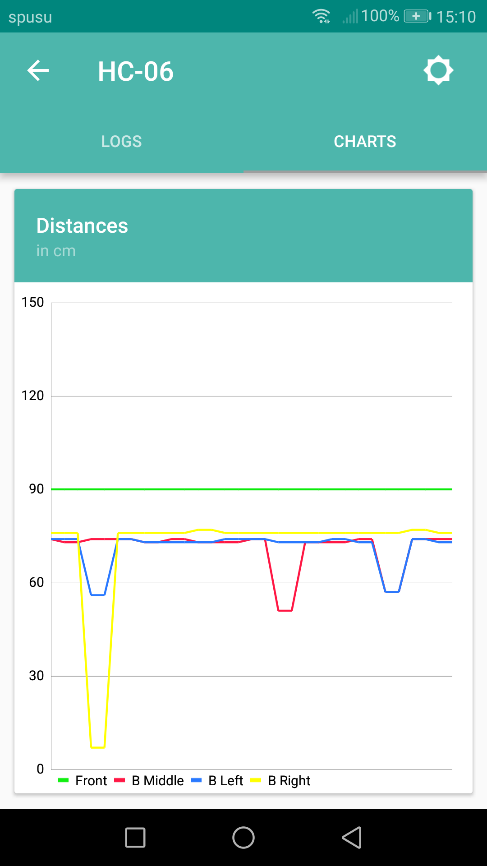 spusu 100% 15:10
HC-06
LOGS CHARTS
Distances
in cm
150
120
90
60
30
0
Front B Middle B Left B Right